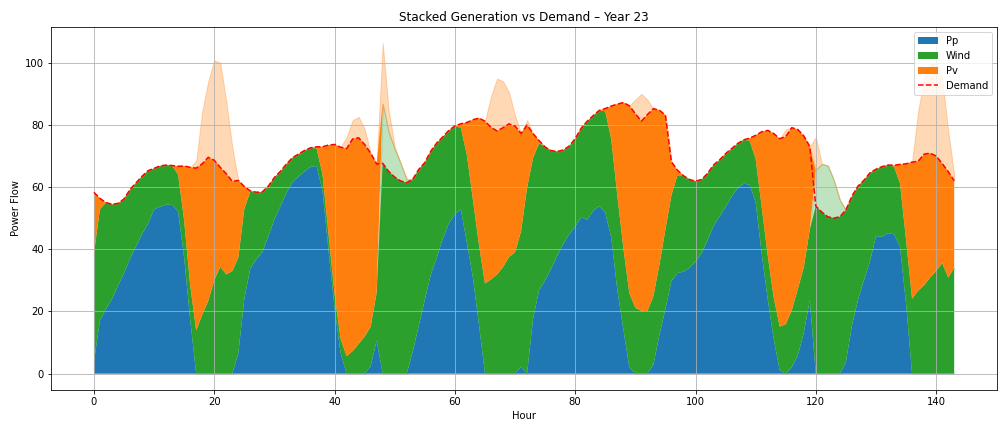 Stacked Generation vs Demand – Year 23
Pp
Wind
Pv
Demand
Power Flow
100
80
60
40
20
0
0 20 40 60 80 100 120 140
Hour